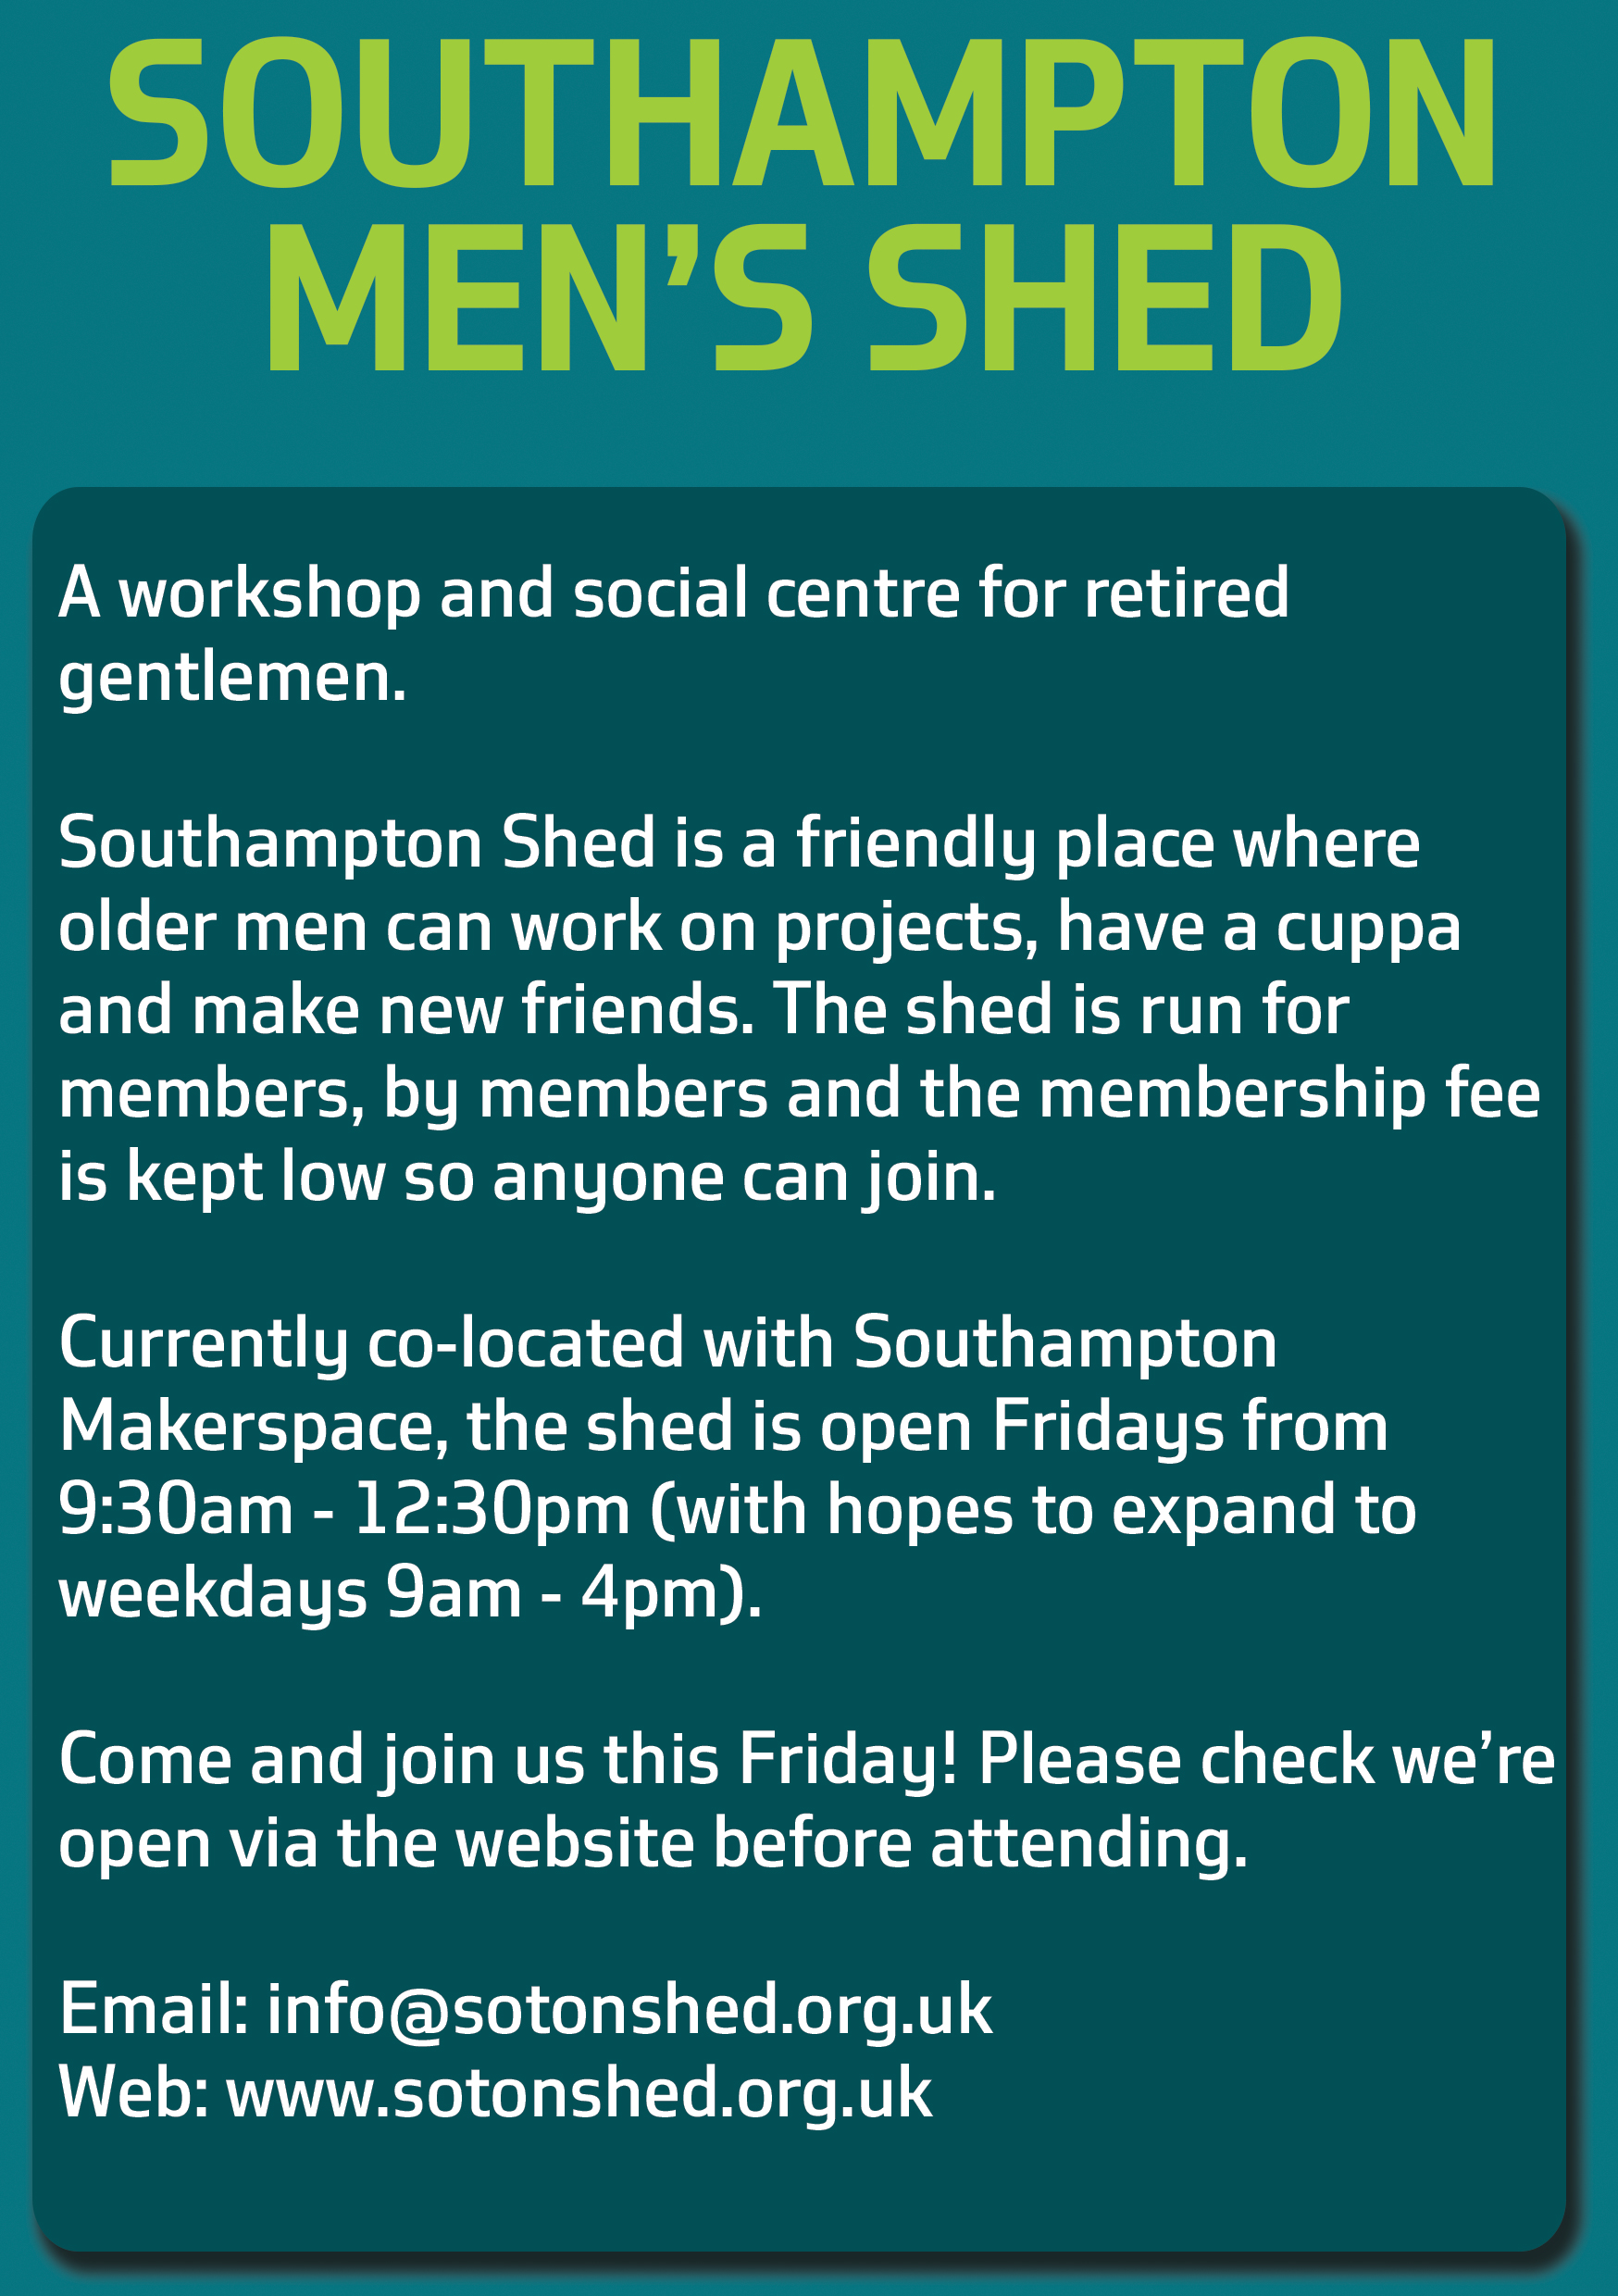 SOUTHAMPTON
MEN’S SHED
A workshop and social centre for retired
gentlemen.
Southampton Shed is a friendly place where
older men can work on projects, have a cuppa
and make new friends. The shed is run for
members, by members and the membership fee
is kept low so anyone can join.
Currently co-located with Southampton
Makerspace, the shed is open Fridays from
9:30am - 12:30pm (with hopes to expand to
weekdays 9am - 4pm).
Come and join us this Friday! Please check we’re
open via the website before attending.
Email: info@sotonshed.org.uk
Web: www.sotonshed.org.uk